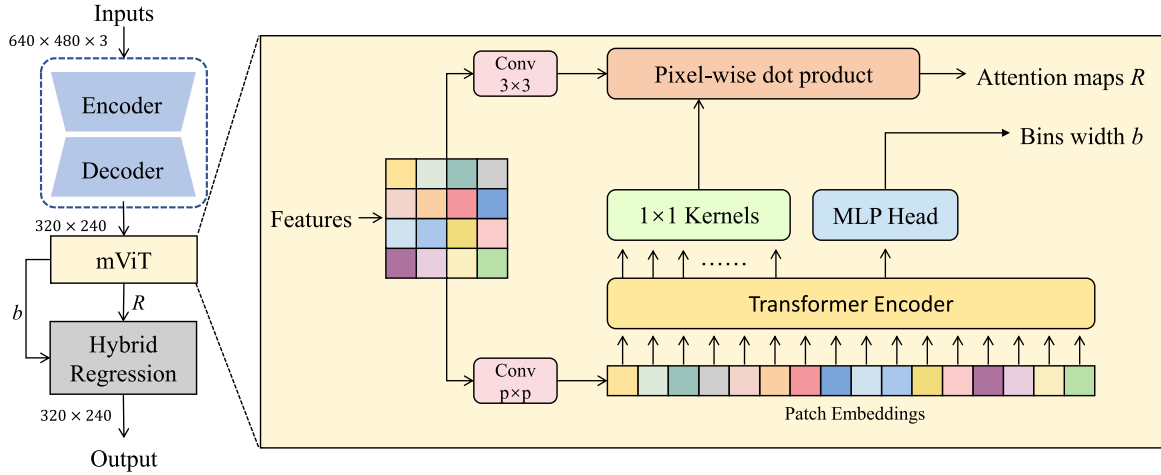 Inputs
640 × 480 × 3
Encoder
Decoder
320 × 240
mViT
b
R
Hybrid
Regression
320 × 240
Output
Features
Conv
3×3
Pixel-wise dot product
Attention maps R
Bins width b
1×1 Kernels
MLP Head
......
Transformer Encoder
Conv
p×p
Patch Embeddings